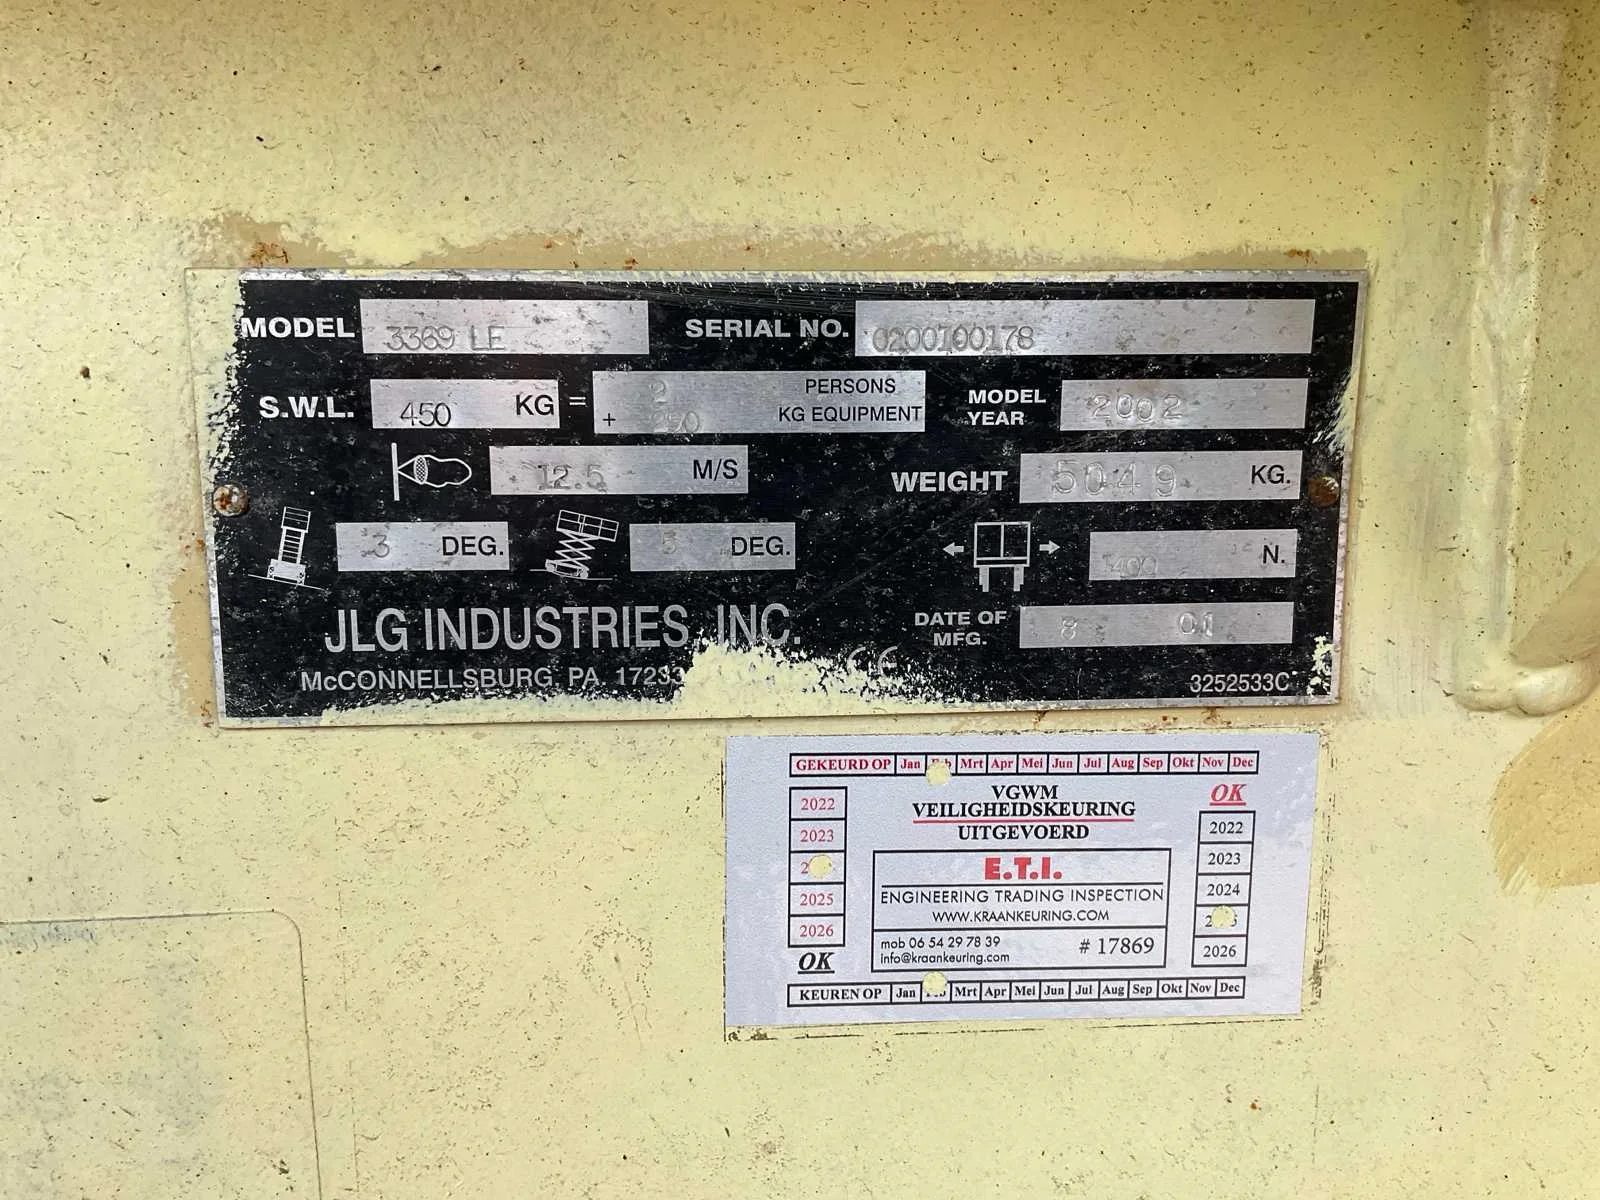 MODEL 3369 LE SERIAL NO. 0200100178
S.W.L. 450 KG = 2 PERSONS
+ 290 KG EQUIPMENT MODEL YEAR 2002
12.5 M/S WEIGHT 5049 KG.
3 DEG. DEG. 400 N.
JLG INDUSTRIES, INC. DATE OF MFG. 8 01
McCONNELLSBURG. PA. CE 3252533C
GEKEURD OP Jan Mrt Apr Mei Jun Jul Aug Sep Okt Nov Dec
VGWM
VEILIGHEIDSKEURING
UITGEVOERD
2022
2023
2025
2026
OK
E.T.I.
ENGINEERING TRADING INSPECTION
WWW.KRAANKEURING.COM
mob 06 54 29 78 39
info@kraankeuring.com
# 17869
OK
2022
2023
2024
2026
KEUREN OP Jan Mrt Apr Mei Jun Jul Aug Sep Okt Nov Dec